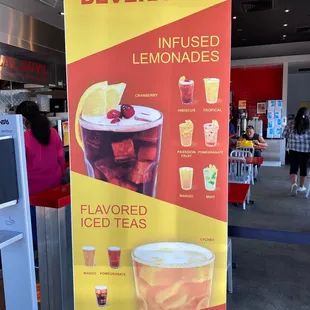 INFUSED
LEMONADES
CRANBERRY
HIBISCUS
TROPICAL
PASSION
FRUIT
POMEGRANATE
MANGO
MINT
FLAVORED
ICED TEAS
LYCHEE
MANGO
POMEGRANATE